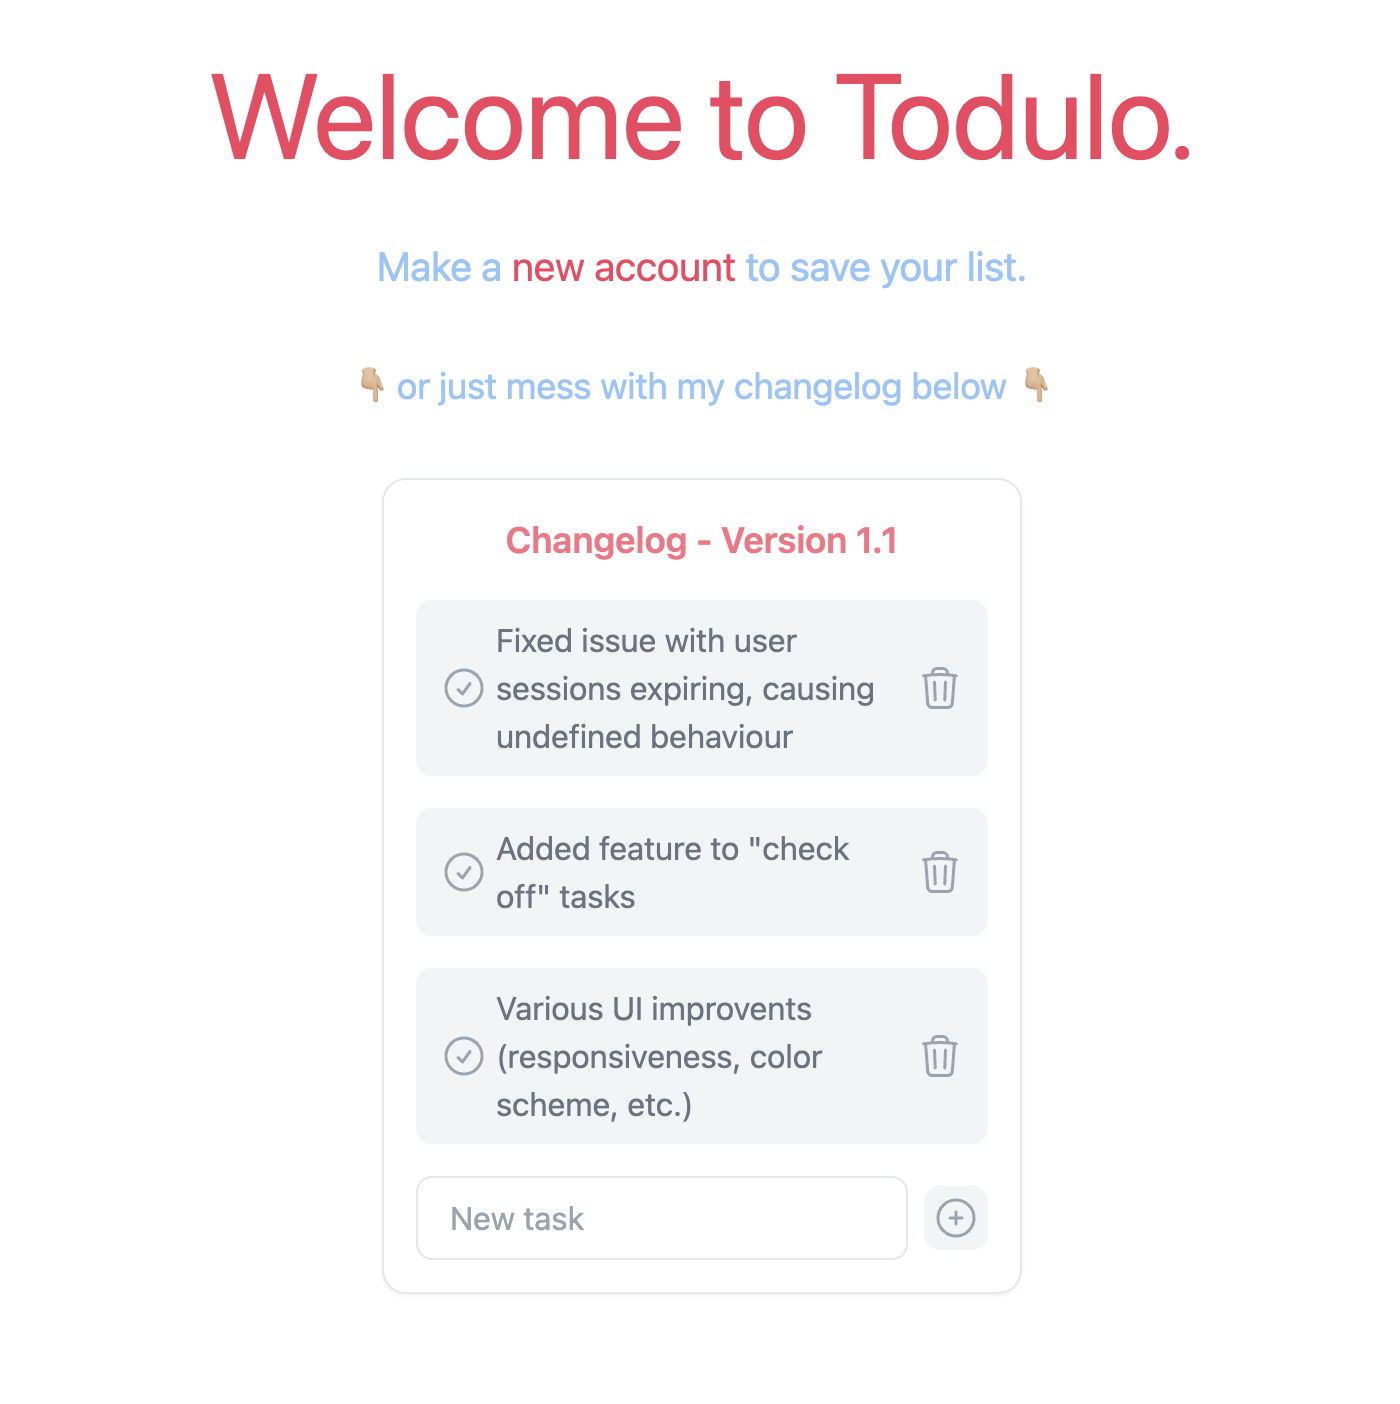 Welcome to Todulo.
Make a new account to save your list.
👇🏼 or just mess with my changelog below 👇🏼
Changelog - Version 1.1
Fixed issue with user
sessions expiring, causing
undefined behaviour
Added feature to "check
off" tasks
Various UI improvents
(responsiveness, color
scheme, etc.)
New task